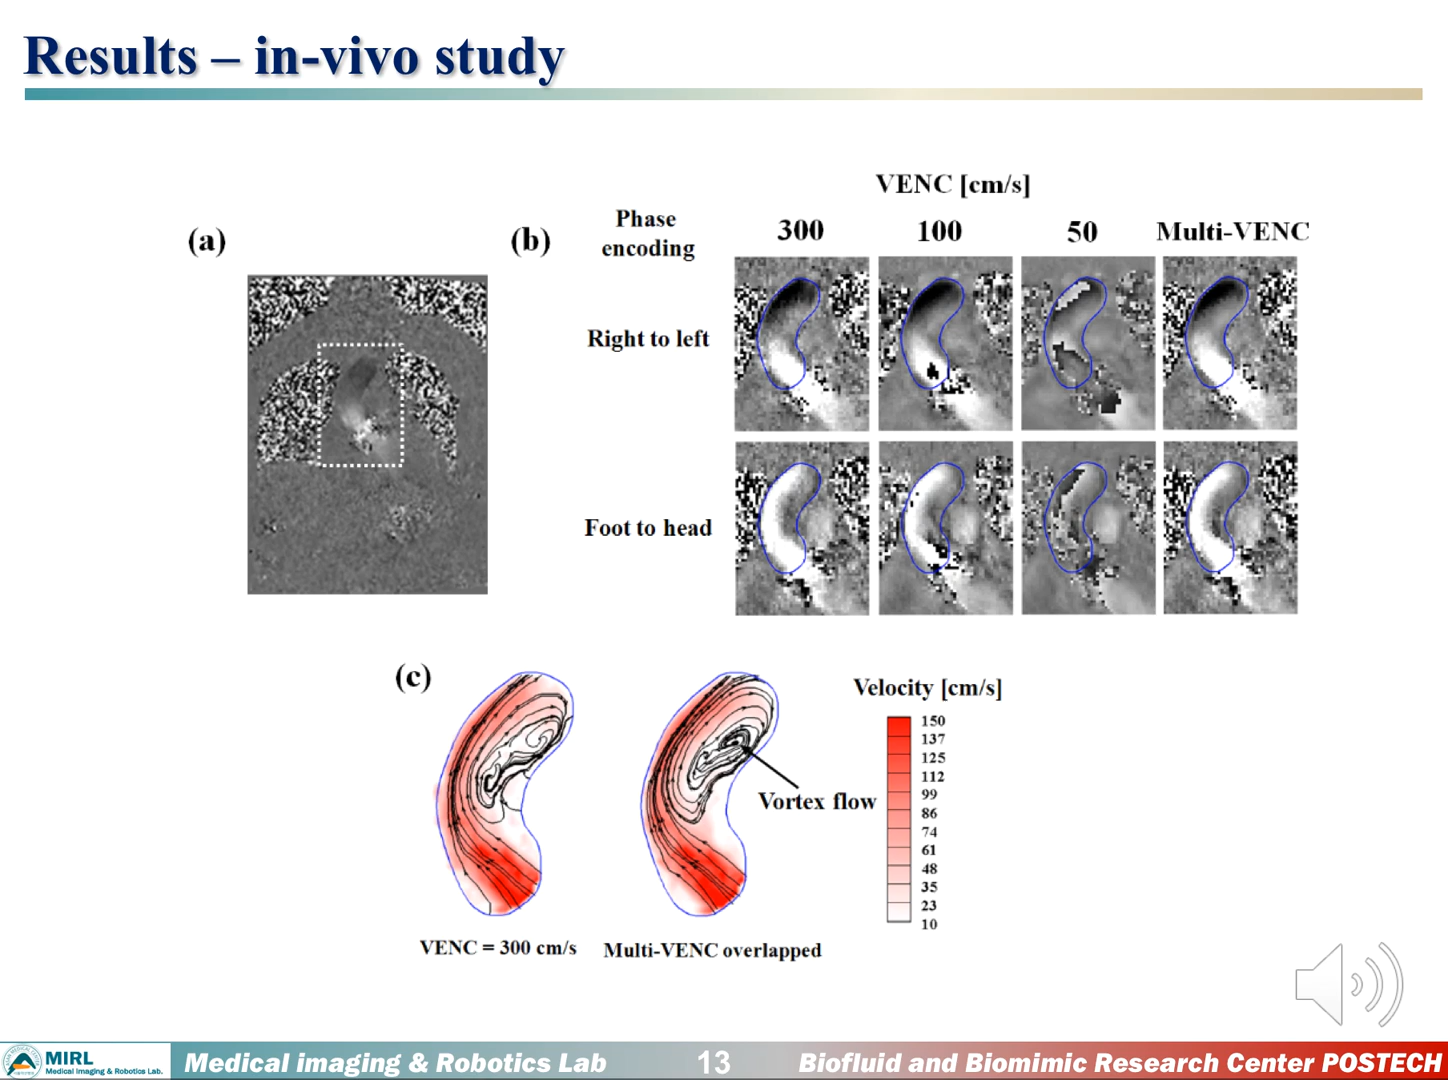 Results – in-vivo study
(a)
(b)
Phase
encoding
VENC [cm/s]
300
100
50
Multi-VENC
Right to left
Foot to head
(c)
Velocity [cm/s]
150
137
125
112
99
86
74
61
48
35
23
10
Vortex flow
VENC = 300 cm/s
Multi-VENC overlapped
MIRL
Medical Imaging & Robotics Lab.
Medical imaging & Robotics Lab
13
Biofluid and Biomimic Research Center POSTECH